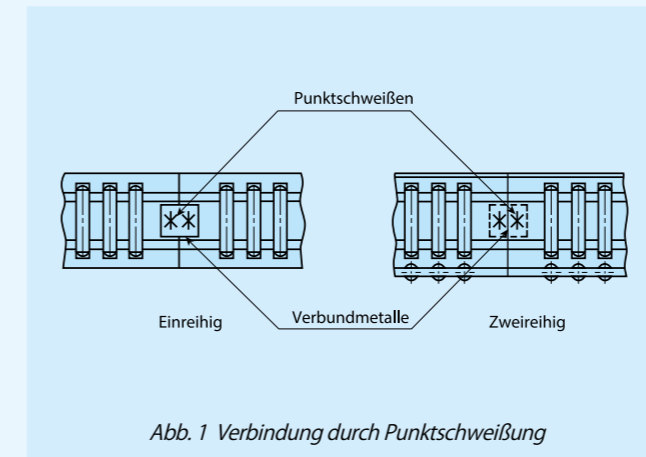 Punktschweißen
Einreihig
Verbundmetalle
Zweireihig
Abb. 1 Verbindung durch Punktschweißung